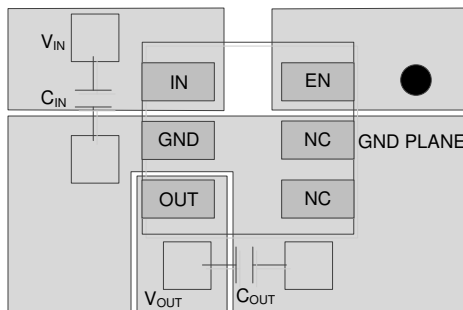 VIN
CIN
IN
EN
GND
NC
GND PLANE
OUT
NC
VOUT
COUT